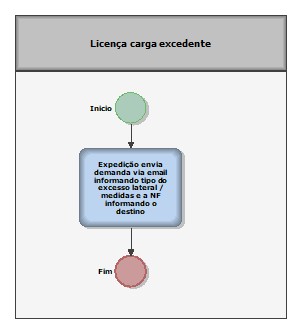 Licença carga excedente
Inicio
Expedição envia
demanda via email
informando tipo do
excesso lateral /
medidas e a NF
informando o
destino
Fim